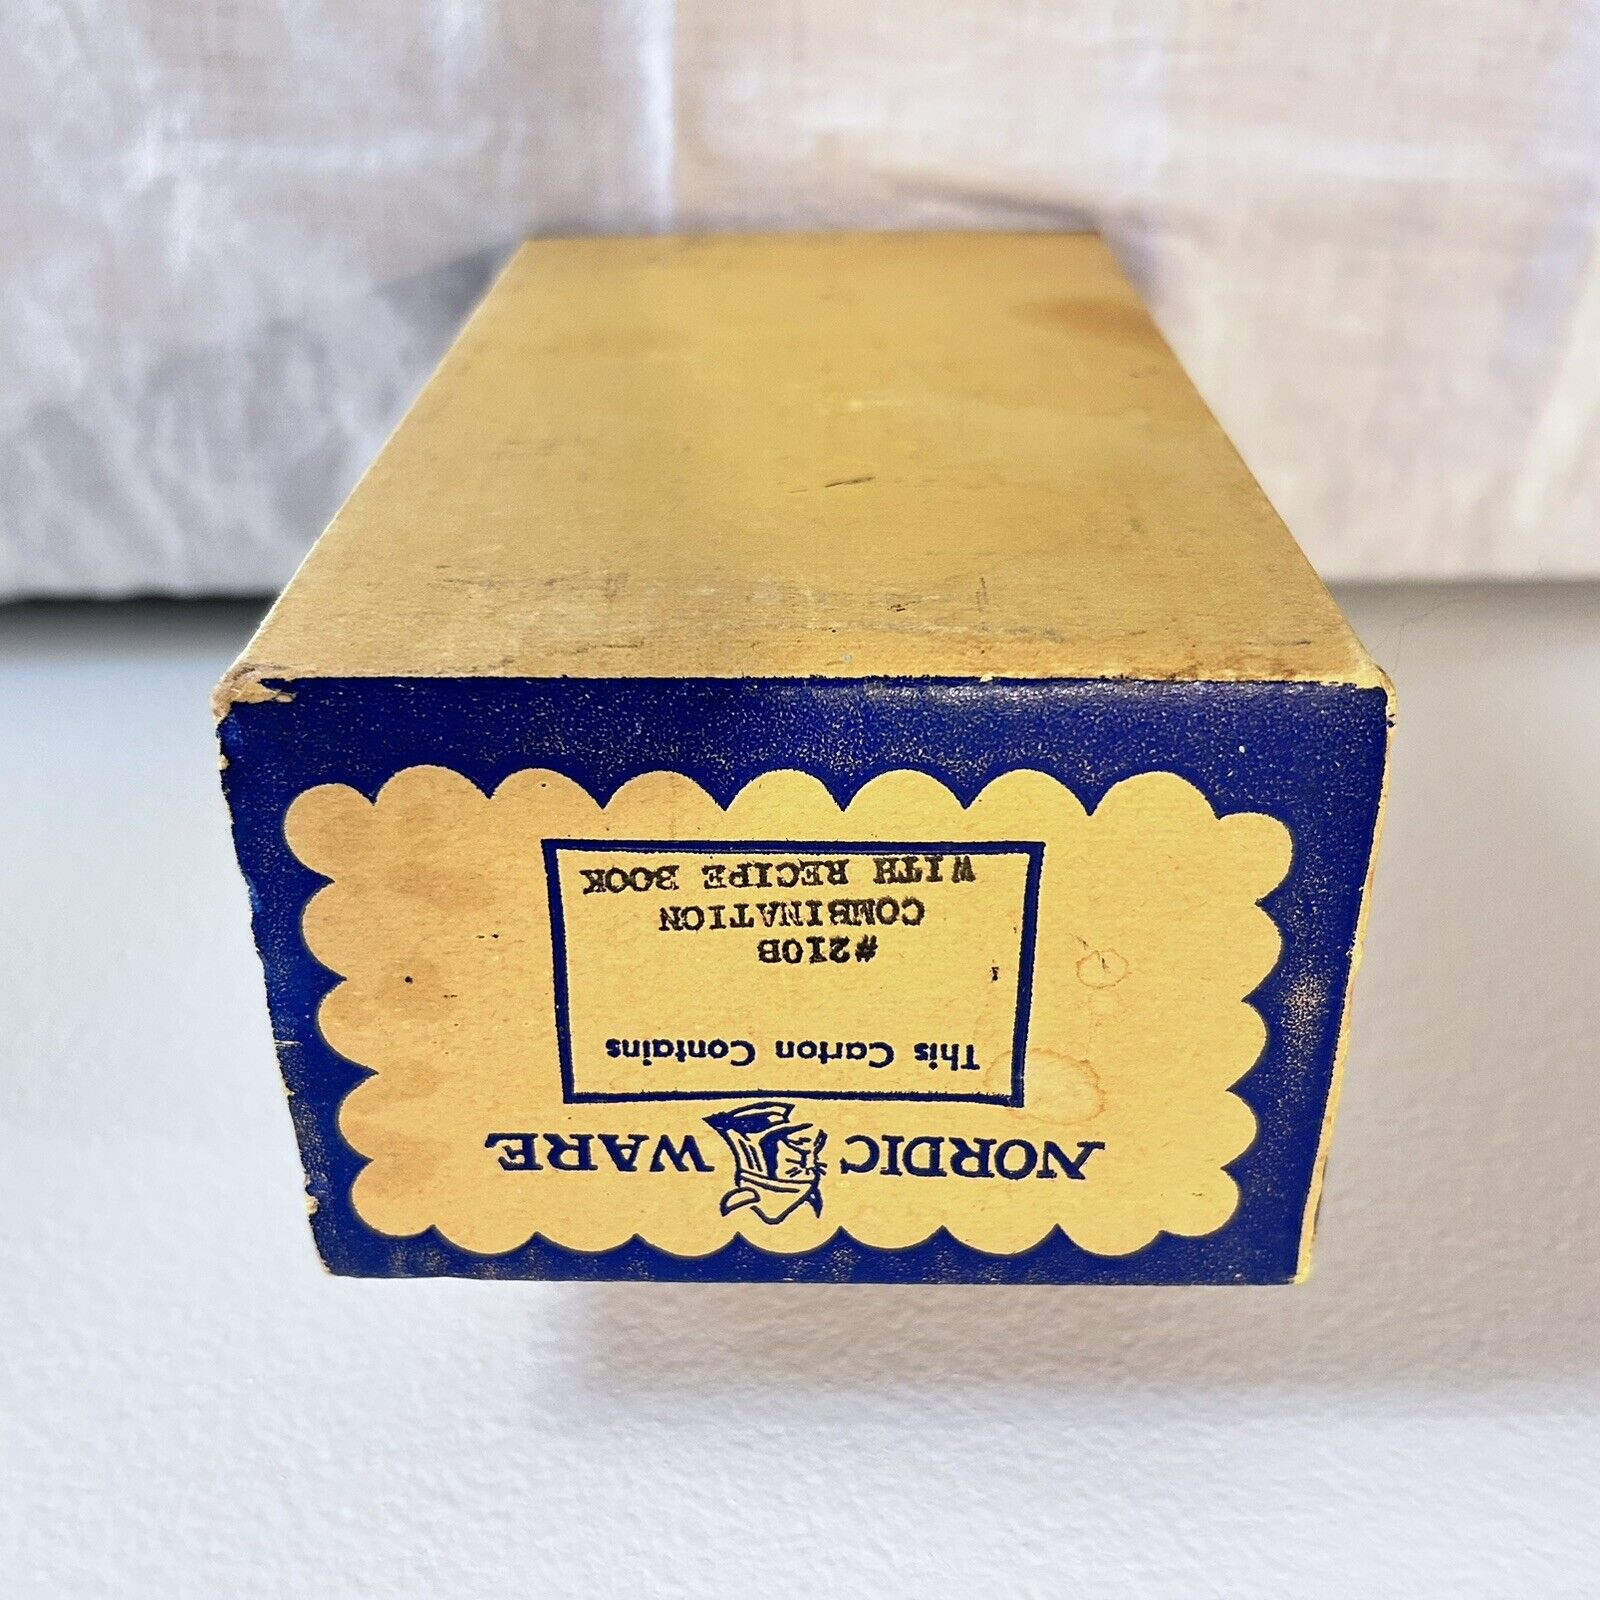 NORDIC WARE
This Carton Contains
#210B
COMBINATION
WITH RECIPE BOOK